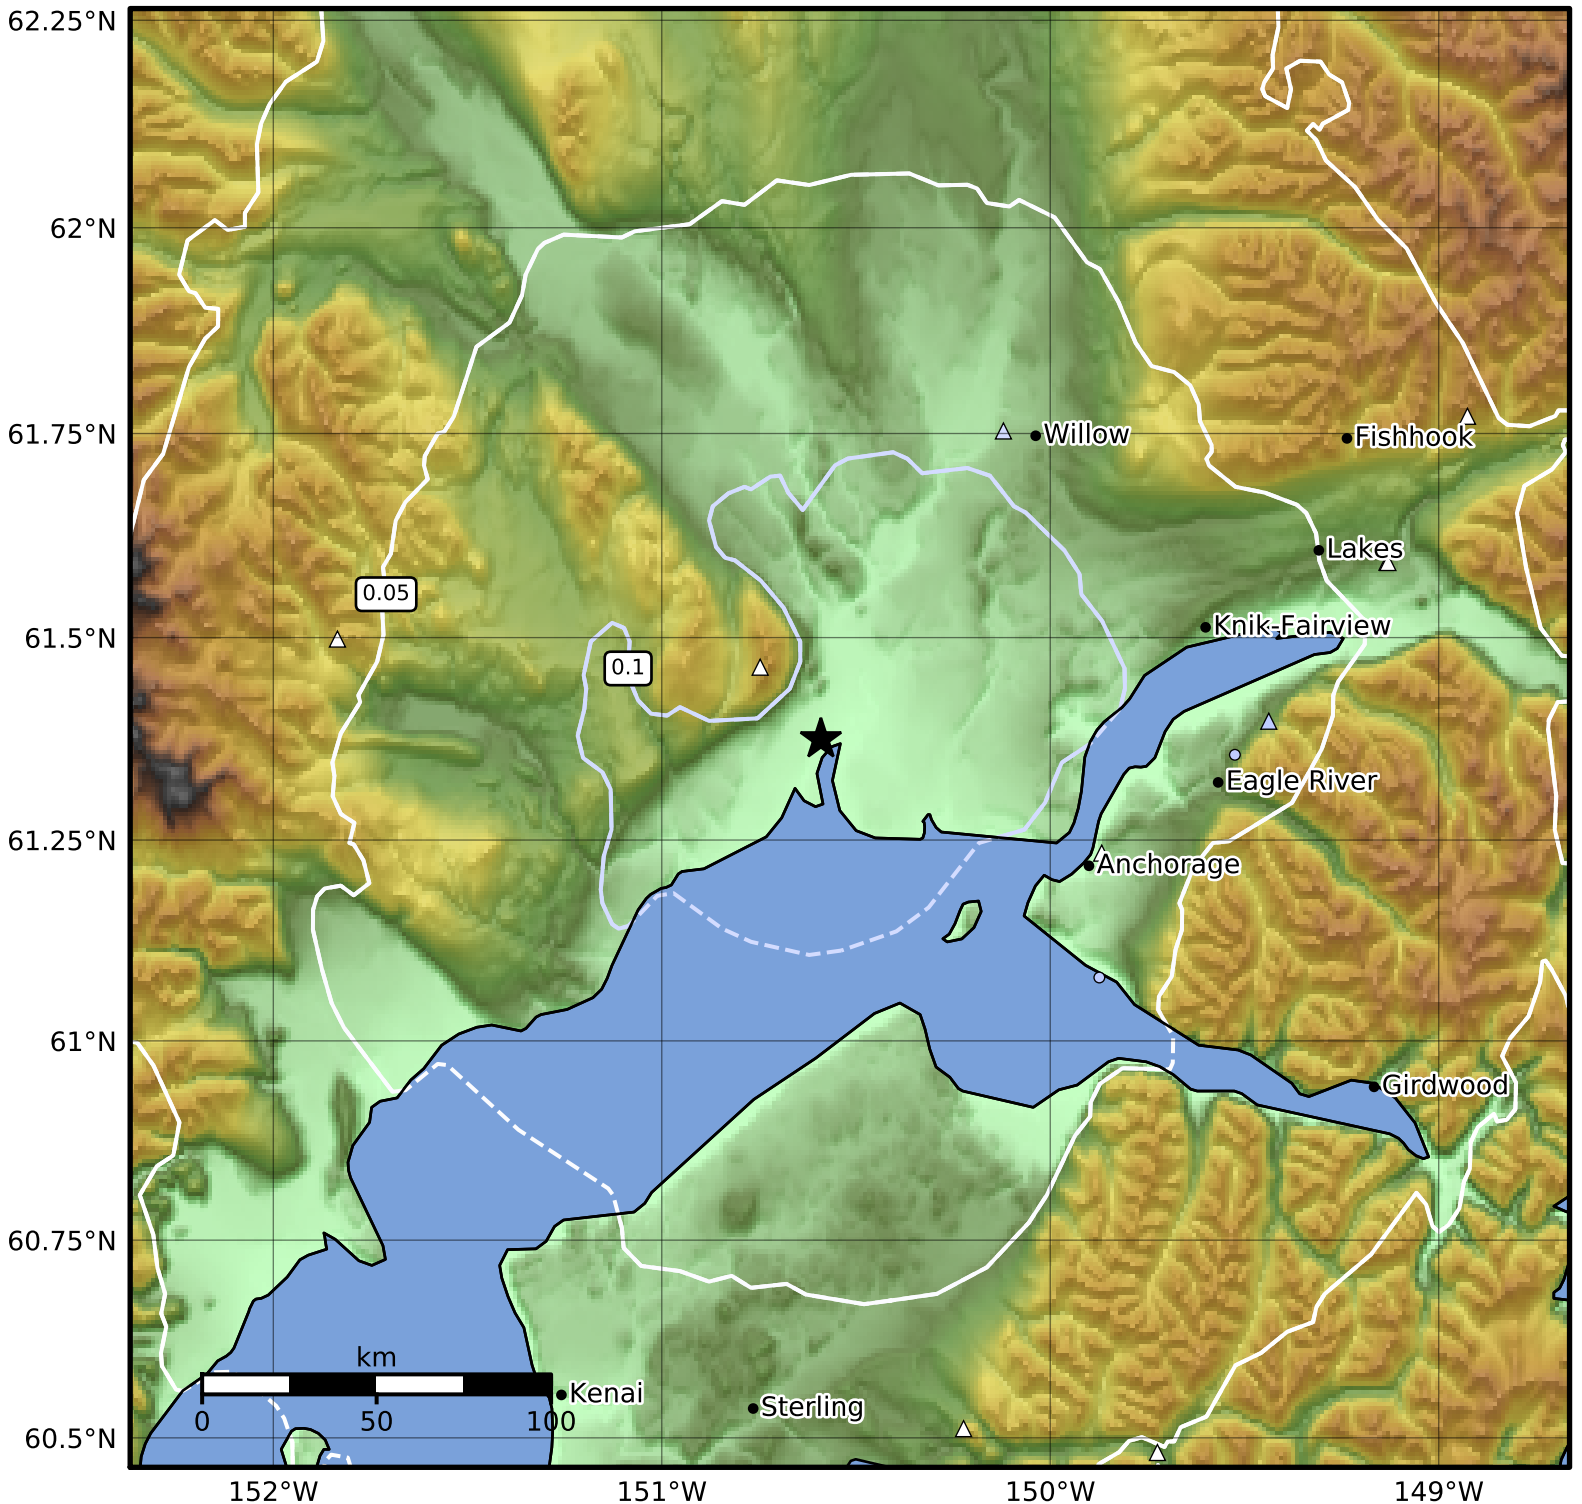 62.25°N
62°N
61.75°N
Willow
Fishhook
Lakes
0.05
61.5°N
Knik-Fairview
0.1
Eagle River
61.25°N
Anchorage
61°N
Girdwood
60.75°N
km
Kenai
Sterling
0 50 100
60.5°N
152°W 151°W 150°W 149°W